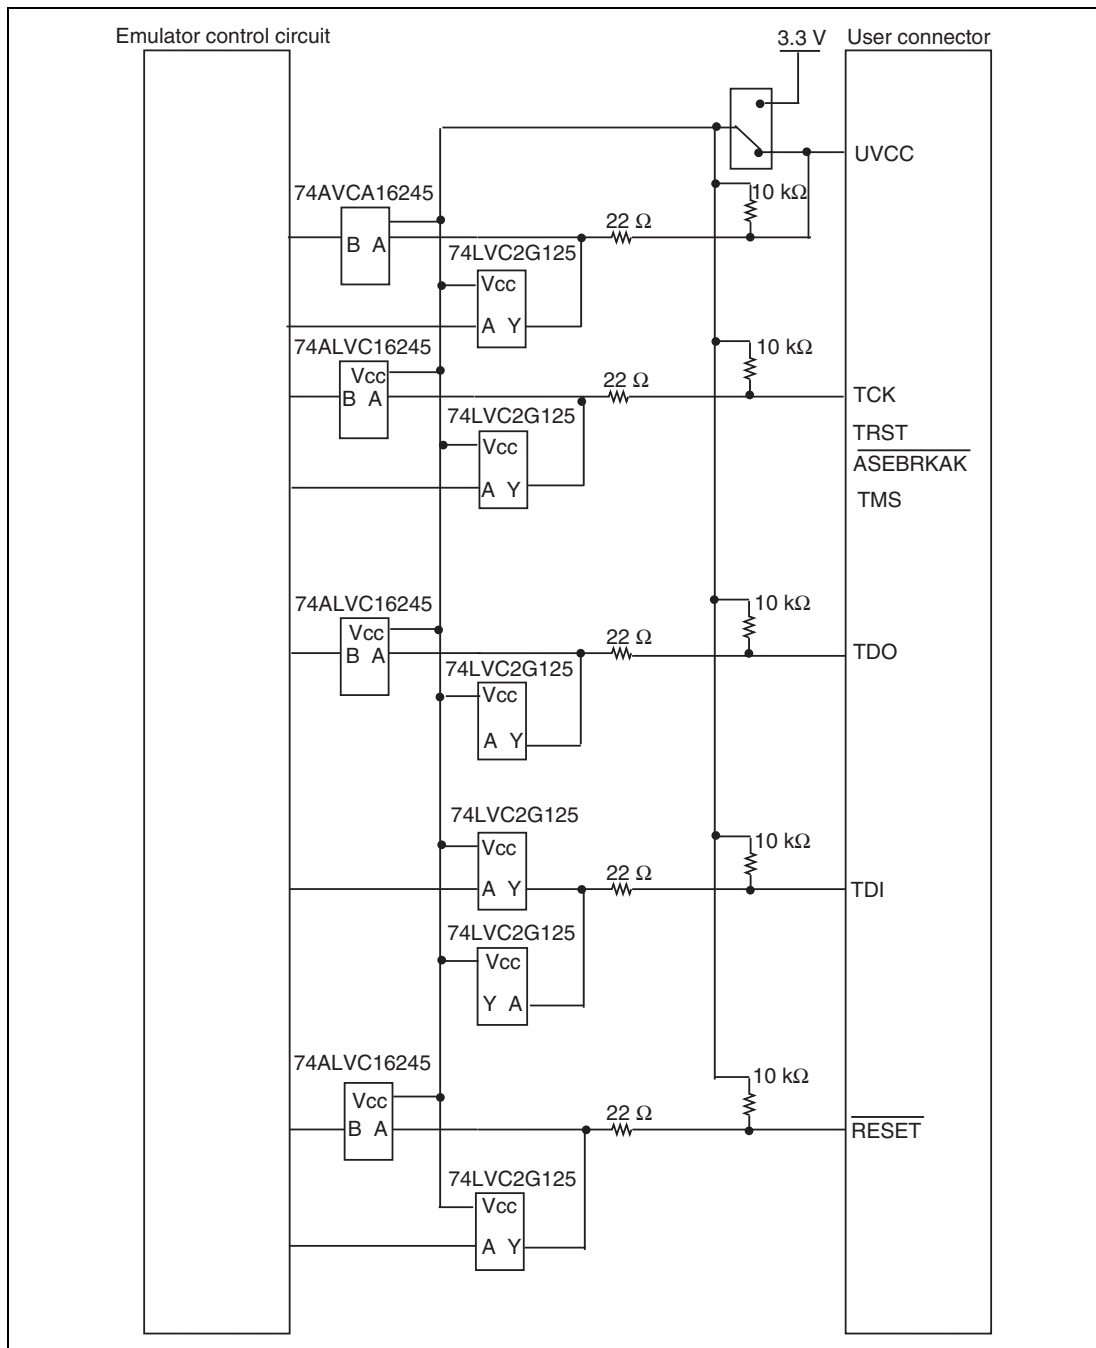 Emulator control circuit
3.3 V
User connector
UVCC
74AVCA16245
10 kΩ
22 Ω
B A
74LVC2G125
Vcc
A Y
74ALVC16245
10 kΩ
Vcc
22 Ω
B A
TCK
74LVC2G125
TRST
Vcc
ASEBRKAK
A Y
TMS
74ALVC16245
10 kΩ
Vcc
22 Ω
B A
TDO
74LVC2G125
Vcc
A Y
74LVC2G125
10 kΩ
Vcc
22 Ω
A Y
TDI
74LVC2G125
Vcc
Y A
74ALVC16245
10 kΩ
Vcc
22 Ω
B A
RESET
74LVC2G125
Vcc
A Y